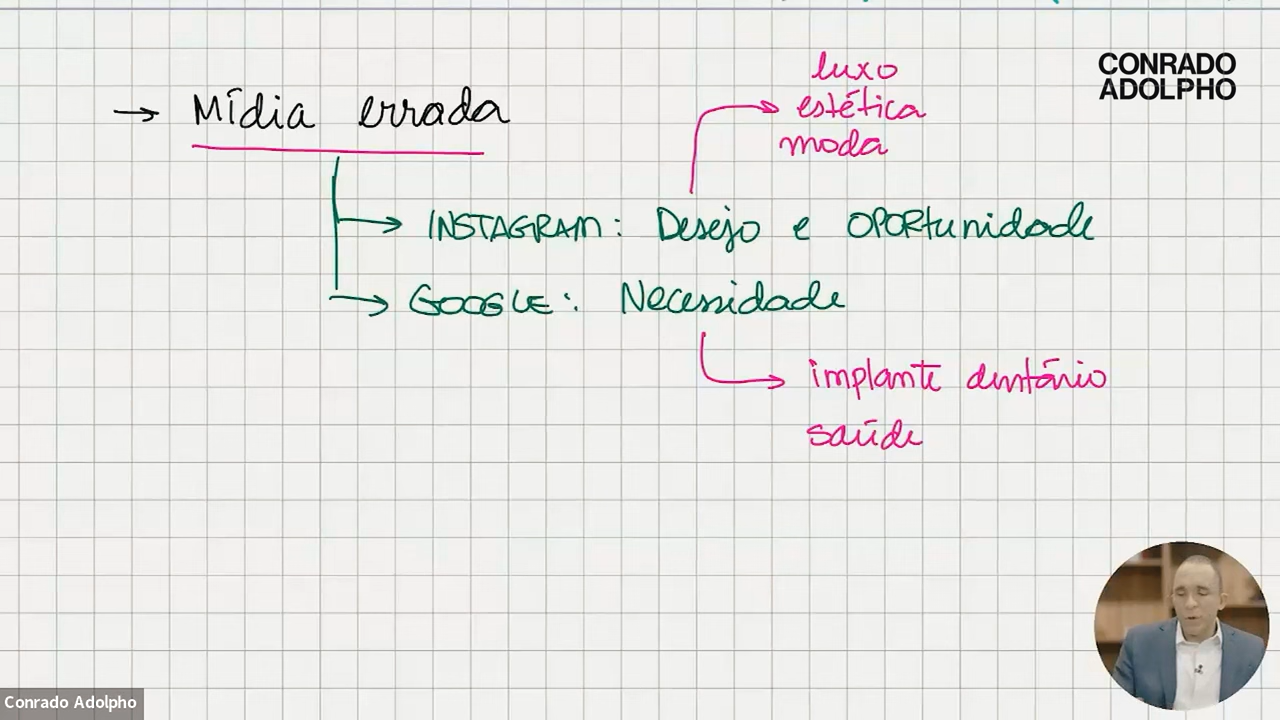 CONRADO
ADOLPHO
→ Mídia errada
luxo
estética
moda
→ INSTAGRAM: Desejo e OPORtunidade
→ GOOGLE: Necessidade
implante dentário
saúde
Conrado Adolpho